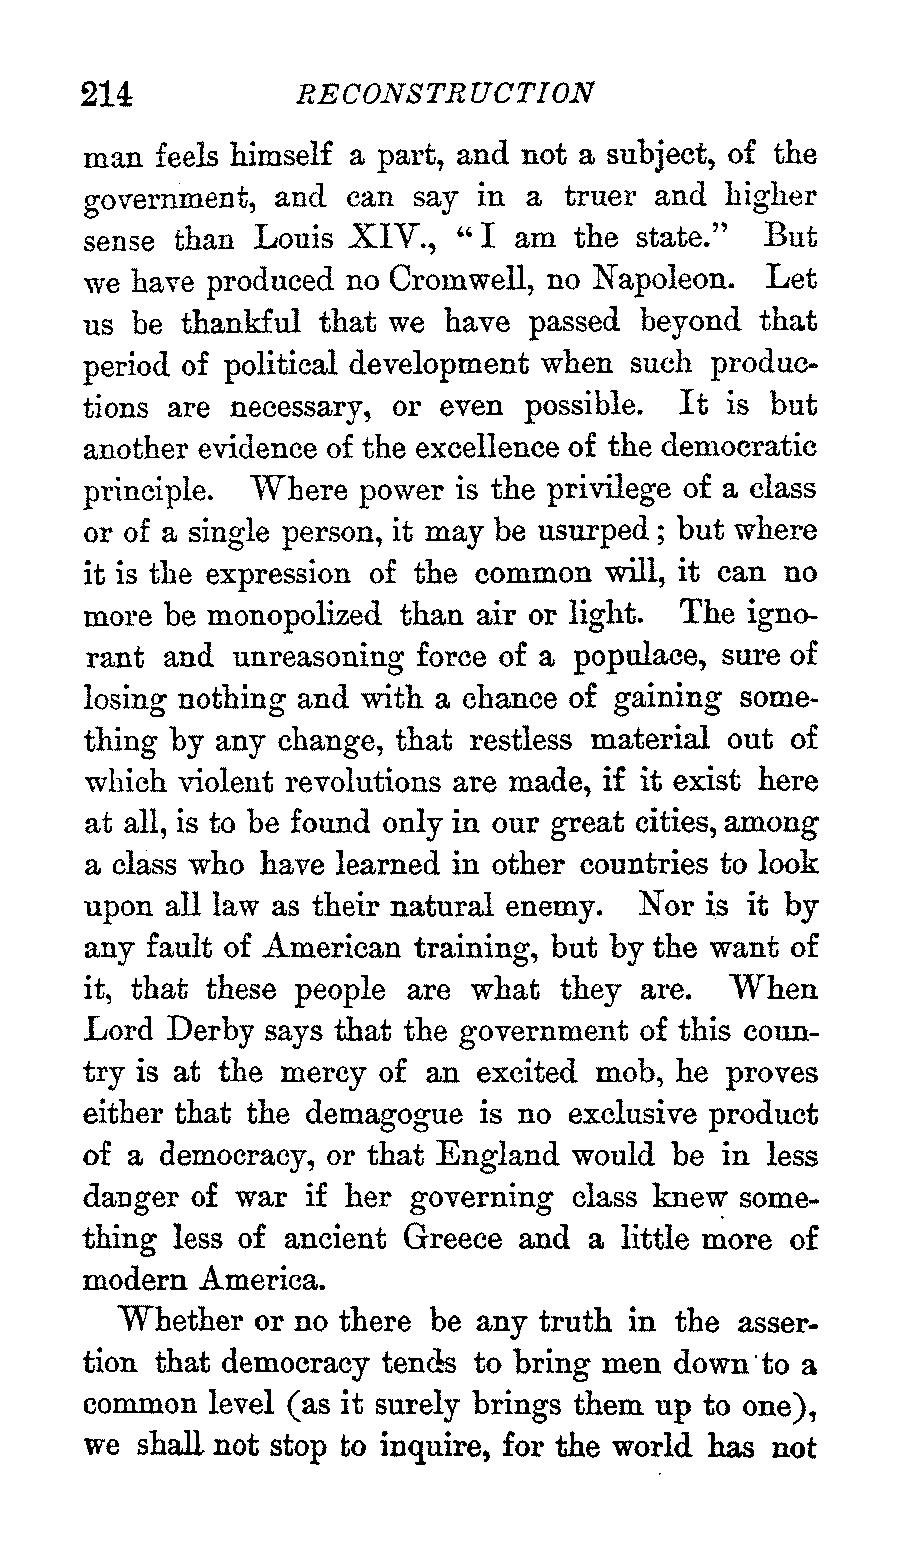 214 RECONSTRUCTION
man feels himself a part, and not a subject, of the
government, and can say in a truer and higher
sense than Louis XIV., “I am the state.” But
we have produced no Cromwell, no Napoleon. Let
us be thankful that we have passed beyond that
period of political development when such produc-
tions are necessary, or even possible. It is but
another evidence of the excellence of the democratic
principle. Where power is the privilege of a class
or of a single person, it may be usurped; but where
it is the expression of the common will, it can no
more be monopolized than air or light. The igno-
rant and unreasoning force of a populace, sure of
losing nothing and with a chance of gaining some-
thing by any change, that restless material out of
which violent revolutions are made, if it exist here
at all, is to be found only in our great cities, among
a class who have learned in other countries to look
upon all law as their natural enemy. Nor is it by
any fault of American training, but by the want of
it, that these people are what they are. When
Lord Derby says that the government of this coun-
try is at the mercy of an excited mob, he proves
either that the demagogue is no exclusive product
of a democracy, or that England would be in less
danger of war if her governing class knew some-
thing less of ancient Greece and a little more of
modern America.
Whether or no there be any truth in the asser-
tion that democracy tends to bring men down to a
common level (as it surely brings them up to one),
we shall not stop to inquire, for the world has not